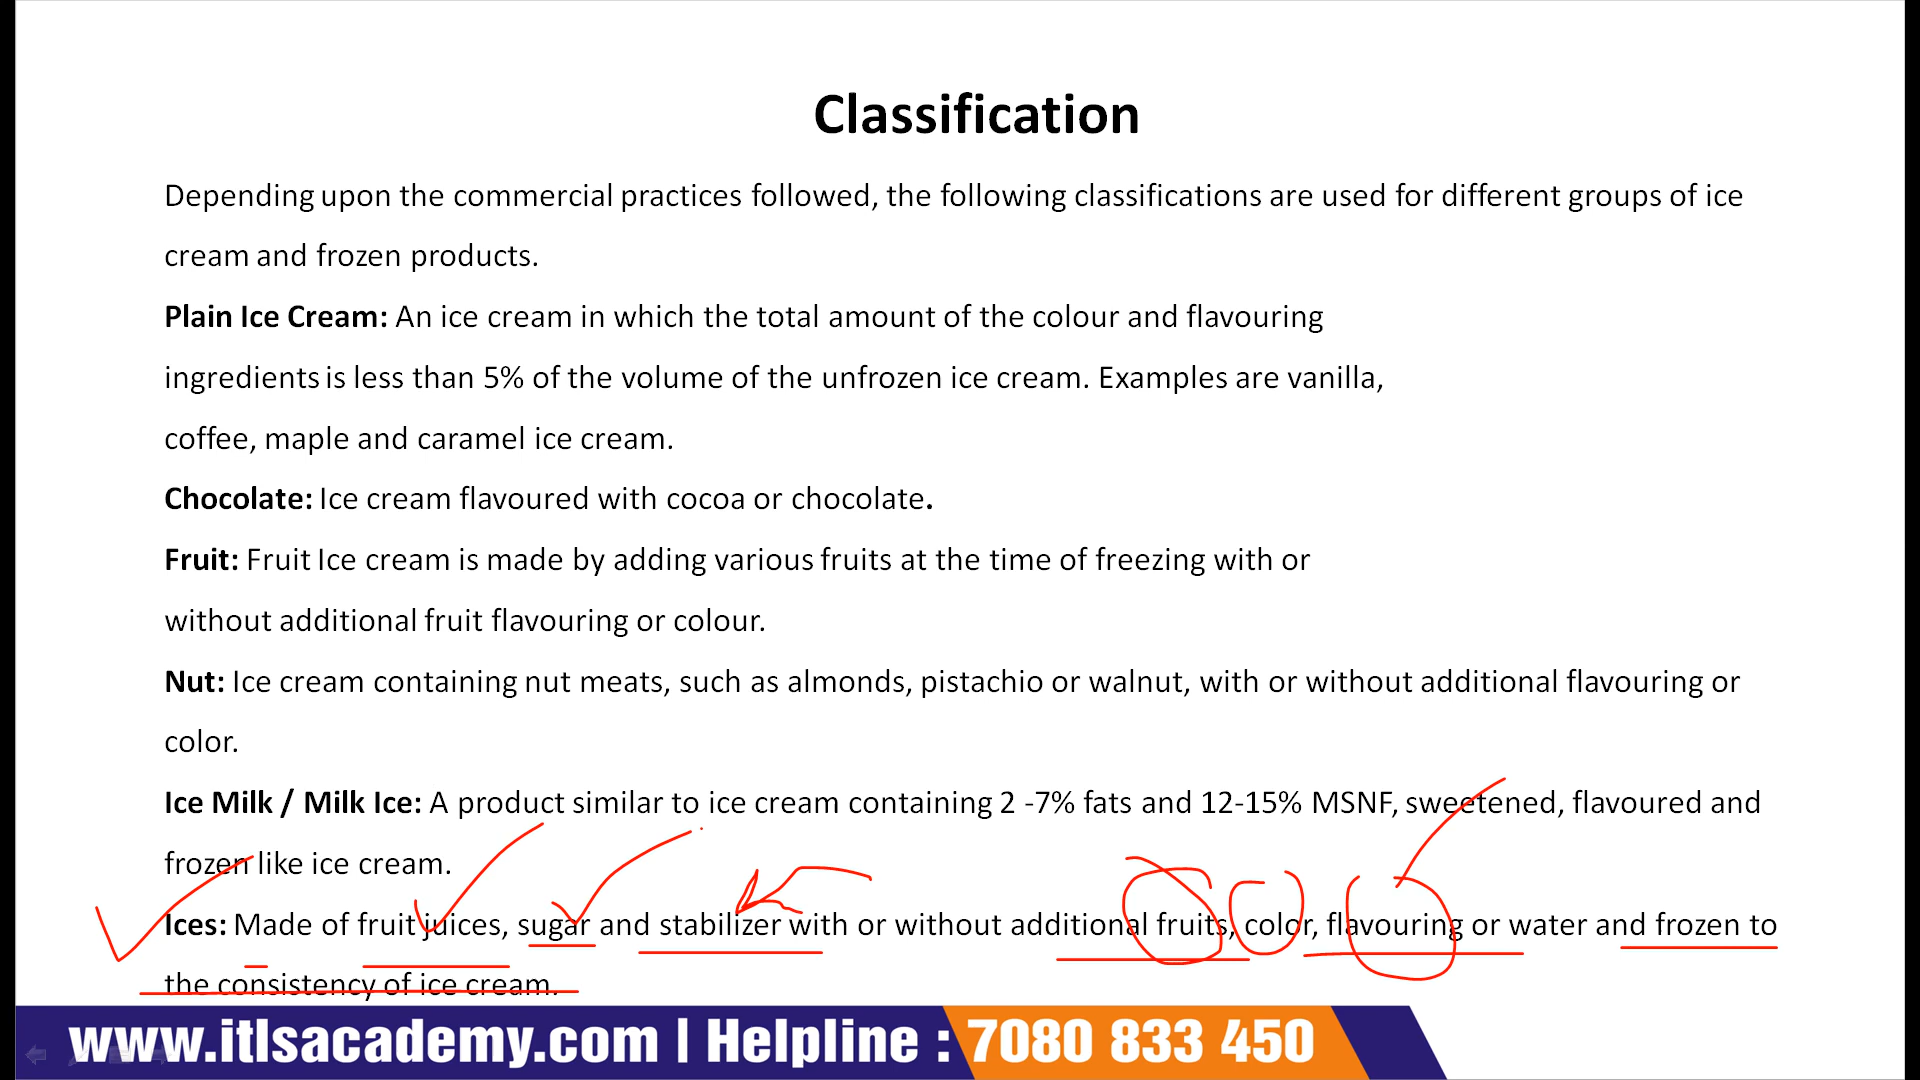 Classification
Depending upon the commercial practices followed, the following classifications are used for different groups of ice
cream and frozen products.
Plain Ice Cream: An ice cream in which the total amount of the colour and flavouring
ingredients is less than 5% of the volume of the unfrozen ice cream. Examples are vanilla,
coffee, maple and caramel ice cream.
Chocolate: Ice cream flavoured with cocoa or chocolate.
Fruit: Fruit Ice cream is made by adding various fruits at the time of freezing with or
without additional fruit flavouring or colour.
Nut: Ice cream containing nut meats, such as almonds, pistachio or walnut, with or without additional flavouring or
color.
Ice Milk / Milk Ice: A product similar to ice cream containing 2 -7% fats and 12-15% MSNF, sweetened, flavoured and
frozen like ice cream.
Ices: Made of fruit juices, sugar and stabilizer with or without additional fruits, color, flavouring or water and frozen to
the consistency of ice cream.
www.itlsacademy.com | Helpline : 7080 833 450